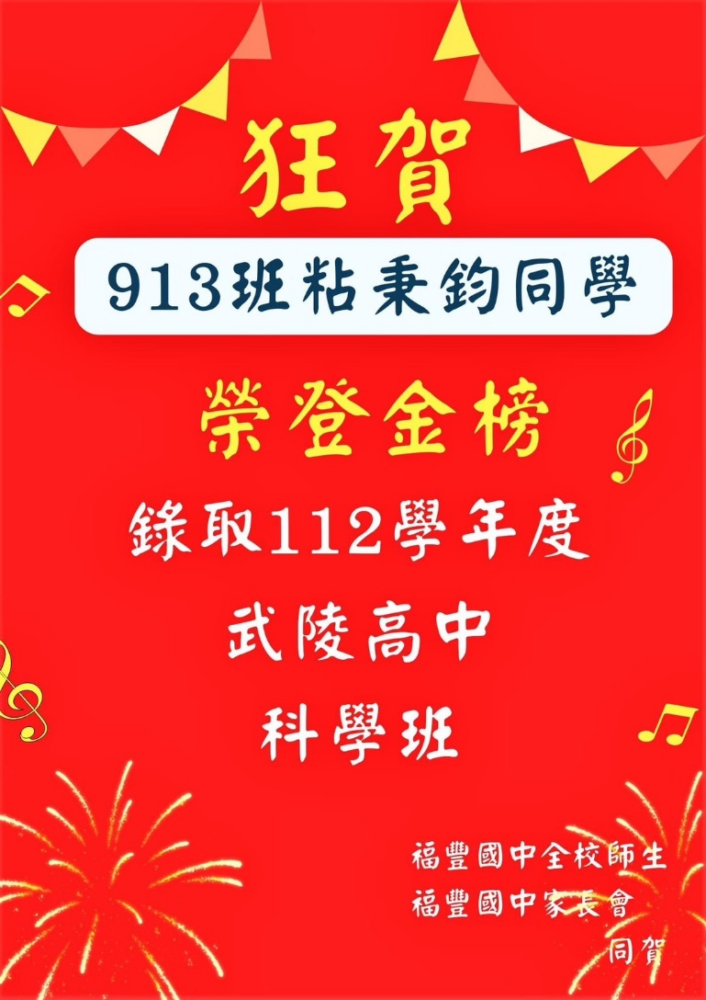 狂賀
913班粘秉鈞同學
榮登金榜
錄取112學年度
武陵高中
科學班
福豐國中全校師生
福豐國中家長會
同賀